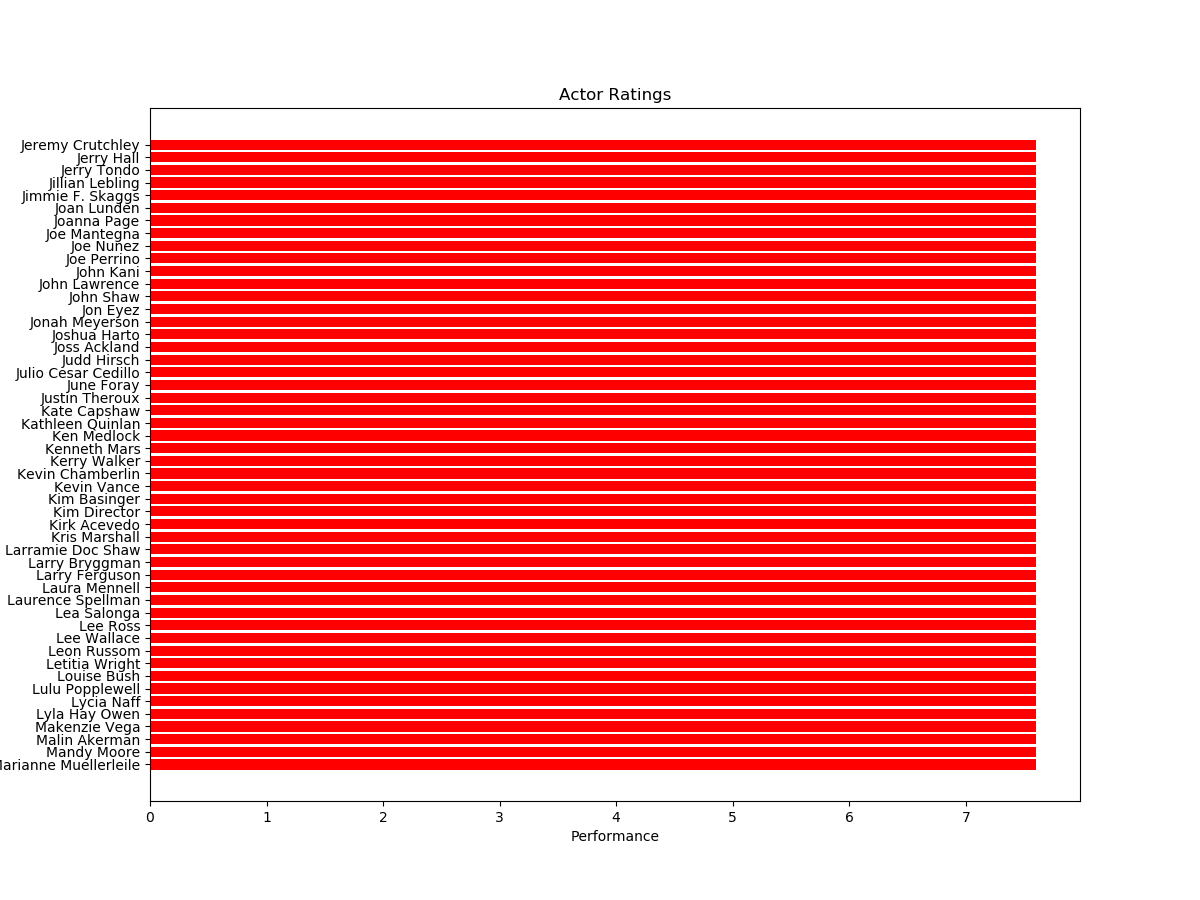 Actor Ratings
Jeremy Crutchley
Jerry Hall
Jerry Tondo
Jillian Lebling
Jimmie F. Skaggs
Joan Lunden
Joanna Page
Joe Mantegna
Joe Nuñez
Joe Perrino
John Kani
John Lawrence
John Shaw
Jon Eyez
Jonah Meyerson
Joshua Harto
Joss Ackland
Judd Hirsch
Julio César Cedillo
June Foray
Justin Theroux
Kate Capshaw
Kathleen Quinlan
Ken Medlock
Kenneth Mars
Kerry Walker
Kevin Chamberlin
Kevin Vance
Kim Basinger
Kim Director
Kirk Acevedo
Kris Marshall
Larramie Doc Shaw
Larry Bryggman
Larry Ferguson
Laura Mennell
Laurence Spellman
Lea Salonga
Lee Ross
Lee Wallace
Leon Russom
Letitia Wright
Louise Bush
Lulu Popplewell
Lycia Naff
Lyla Hay Owen
Makenzie Vega
Malin Akerman
Mandy Moore
arianne Muellerleile
0 1 2 3 4 5 6 7
Performance